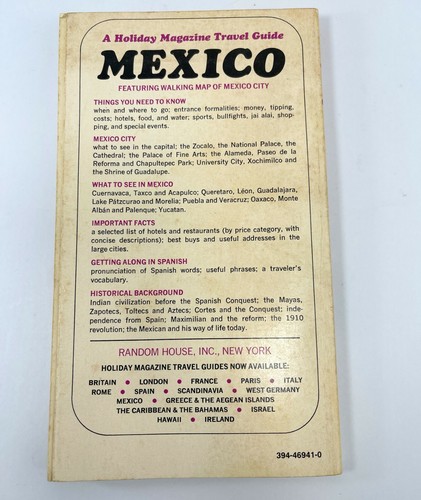 A Holiday Magazine Travel Guide
MEXICO
FEATURING WALKING MAP OF MEXICO CITY
THINGS YOU NEED TO KNOW
when and where to go; entrance formalities; money, tipping,
costs; hotels, food, and water; sports, bullfights, jai alai, shop-
ping, and special events.
MEXICO CITY
what to see in the capital; the Zocalo, the National Palace, the
Cathedral; the Palace of Fine Arts; the Alameda, Paseo de la
Reforma and Chapultepec Park; University City, Xochimilco and
the Shrine of Guadalupe.
WHAT TO SEE IN MEXICO
Cuernavaca, Taxco and Acapulco; Queretaro, Léon, Guadalajara,
Lake Pátzcurao and Morelia; Puebla and Veracruz; Oaxaco, Monte
Albán and Palenque; Yucatan.
IMPORTANT FACTS
a selected list of hotels and restaurants (by price category, with
concise descriptions); best buys and useful addresses in the
large cities.
GETTING ALONG IN SPANISH
pronunciation of Spanish words; useful phrases; a traveler's
vocabulary.
HISTORICAL BACKGROUND
Indian civilization before the Spanish Conquest; the Mayas,
Zapotecs, Toltecs and Aztecs; Cortes and the Conquest; inde-
pendence from Spain; Maximilian and the reform; the 1910
revolution; the Mexican and his way of life today.
RANDOM HOUSE, INC., NEW YORK
HOLIDAY MAGAZINE TRAVEL GUIDES NOW AVAILABLE:
BRITAIN • LONDON • FRANCE • PARIS • ITALY
ROME • SPAIN • SCANDINAVIA • WEST GERMANY
MEXICO • GREECE & THE AEGEAN ISLANDS
THE CARIBBEAN & THE BAHAMAS • ISRAEL
HAWAII • IRELAND
394-46941-0